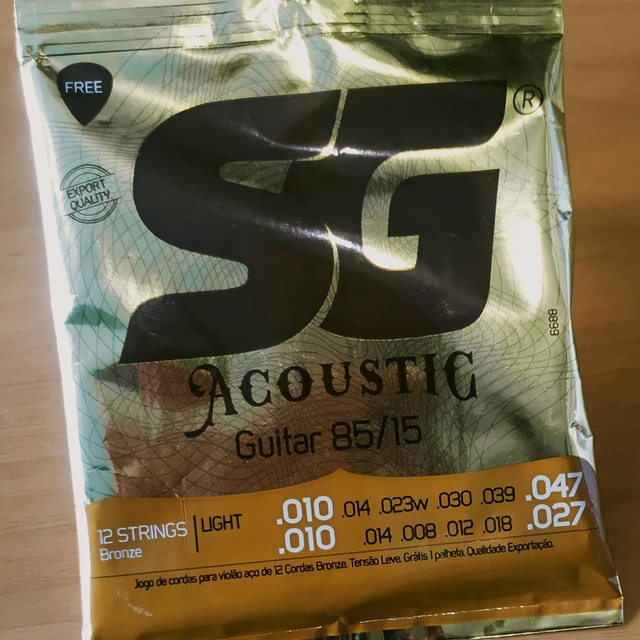 FREE
SG®
EXPORT
QUALITY
6688
ACOUSTIC
Guitar 85/15
12 STRINGS
Bronze
LIGHT
.010 .014 .023w .030 .039 .047
.010 .014 .008 .012 .018 .027
Jogo de cordas para violão aço de 12 Cordas Bronze. Tensão Leve. Grátis 1 palheta. Qualidade Exportação.